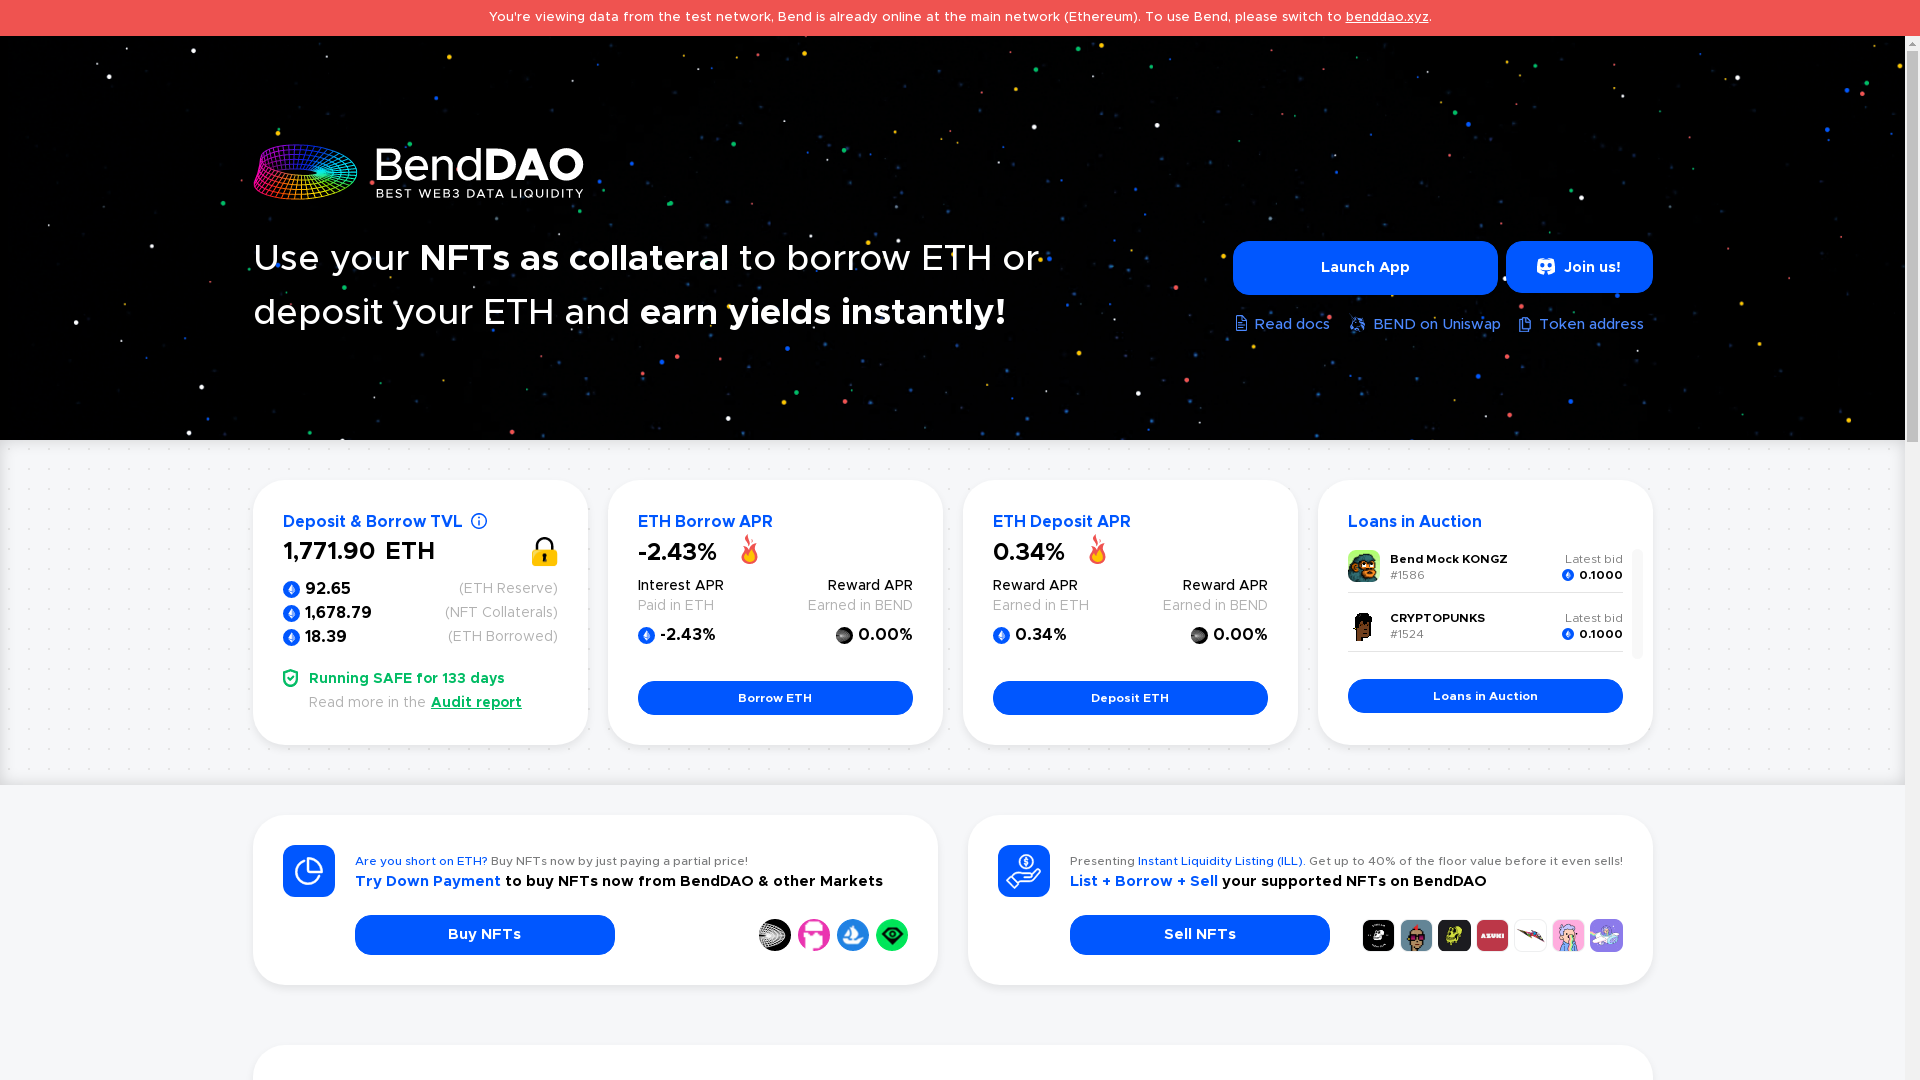 You're viewing data from the test network, Bend is already online at the main network (Ethereum). To use Bend, please switch to benddao.xyz.
BendDAO
BEST WEB3 DATA LIQUIDITY
Use your NFTs as collateral to borrow ETH or
deposit your ETH and earn yields instantly!
Launch App
Join us!
Read docs
BEND on Uniswap
Token address
Deposit & Borrow TVL
1,771.90 ETH
92.65 (ETH Reserve)
1,678.79 (NFT Collaterals)
18.39 (ETH Borrowed)
Running SAFE for 133 days
Read more in the Audit report
ETH Borrow APR
-2.43%
Interest APR Reward APR
Paid in ETH Earned in BEND
-2.43% 0.00%
Borrow ETH
ETH Deposit APR
0.34%
Reward APR Reward APR
Earned in ETH Earned in BEND
0.34% 0.00%
Deposit ETH
Loans in Auction
Bend Mock KONGZ Latest bid
#1586 0.1000
CRYPTOPUNKS Latest bid
#1524 0.1000
Loans in Auction
Are you short on ETH? Buy NFTs now by just paying a partial price!
Try Down Payment to buy NFTs now from BendDAO & other Markets
Buy NFTs
Presenting Instant Liquidity Listing (ILL). Get up to 40% of the floor value before it even sells!
List + Borrow + Sell your supported NFTs on BendDAO
Sell NFTs
AZUKI